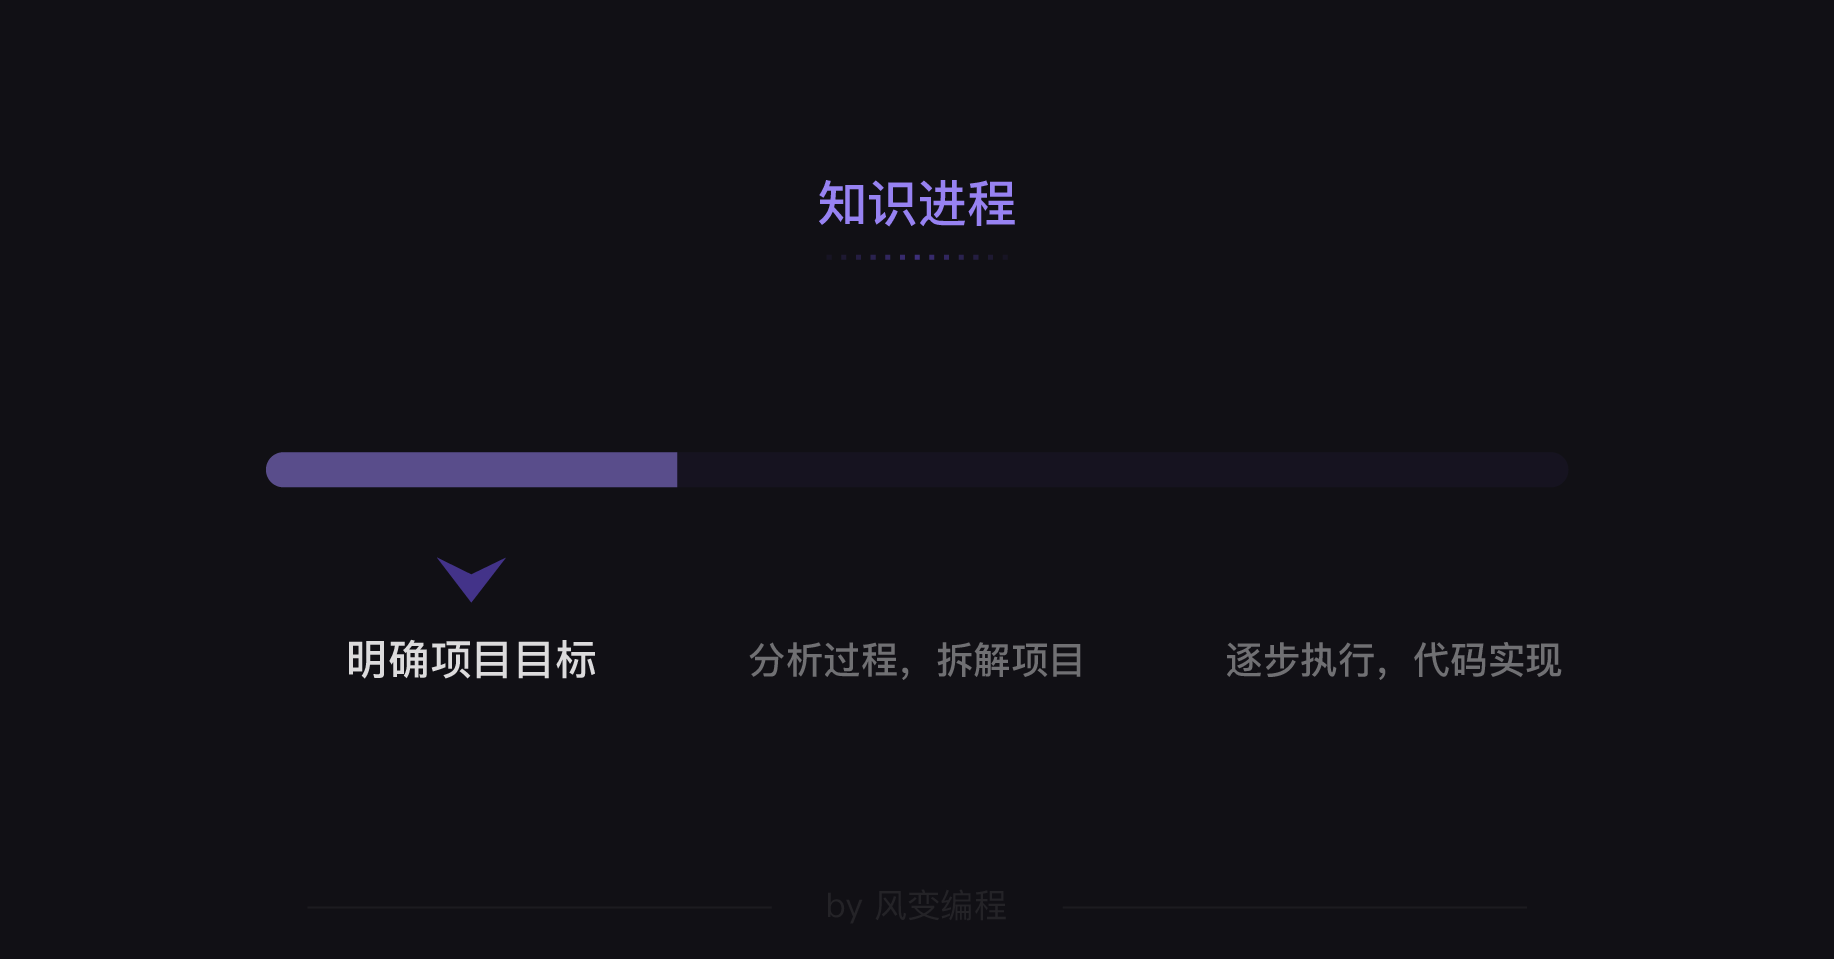 知识进程
明确项目目标
分析过程，拆解项目
逐步执行，代码实现
by 风变编程